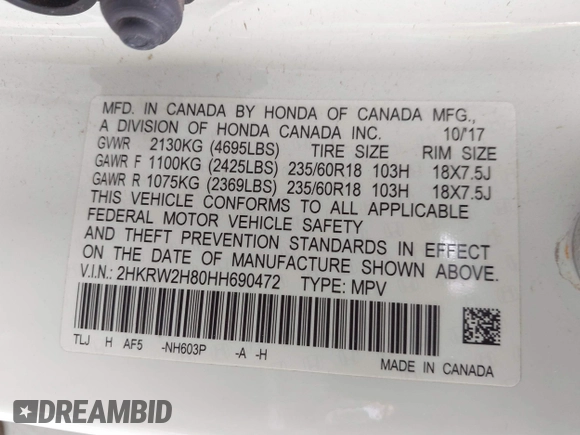 MFD. IN CANADA BY HONDA OF CANADA MFG.,
A DIVISION OF HONDA CANADA INC. 10/'17
GVWR 2130KG (4695LBS) TIRE SIZE RIM SIZE
GAWR F 1100KG (2425LBS) 235/60R18 103H 18X7.5J
GAWR R 1075KG (2369LBS) 235/60R18 103H 18X7.5J
THIS VEHICLE CONFORMS TO ALL APPLICABLE
FEDERAL MOTOR VEHICLE SAFETY
AND THEFT PREVENTION STANDARDS IN EFFECT
ON THE DATE OF MANUFACTURE SHOWN ABOVE.
V.I.N.: 2HKRW2H80HH690472 TYPE: MPV
TLJ H AF5 -NH603P -A -H
MADE IN CANADA
DREAMBID